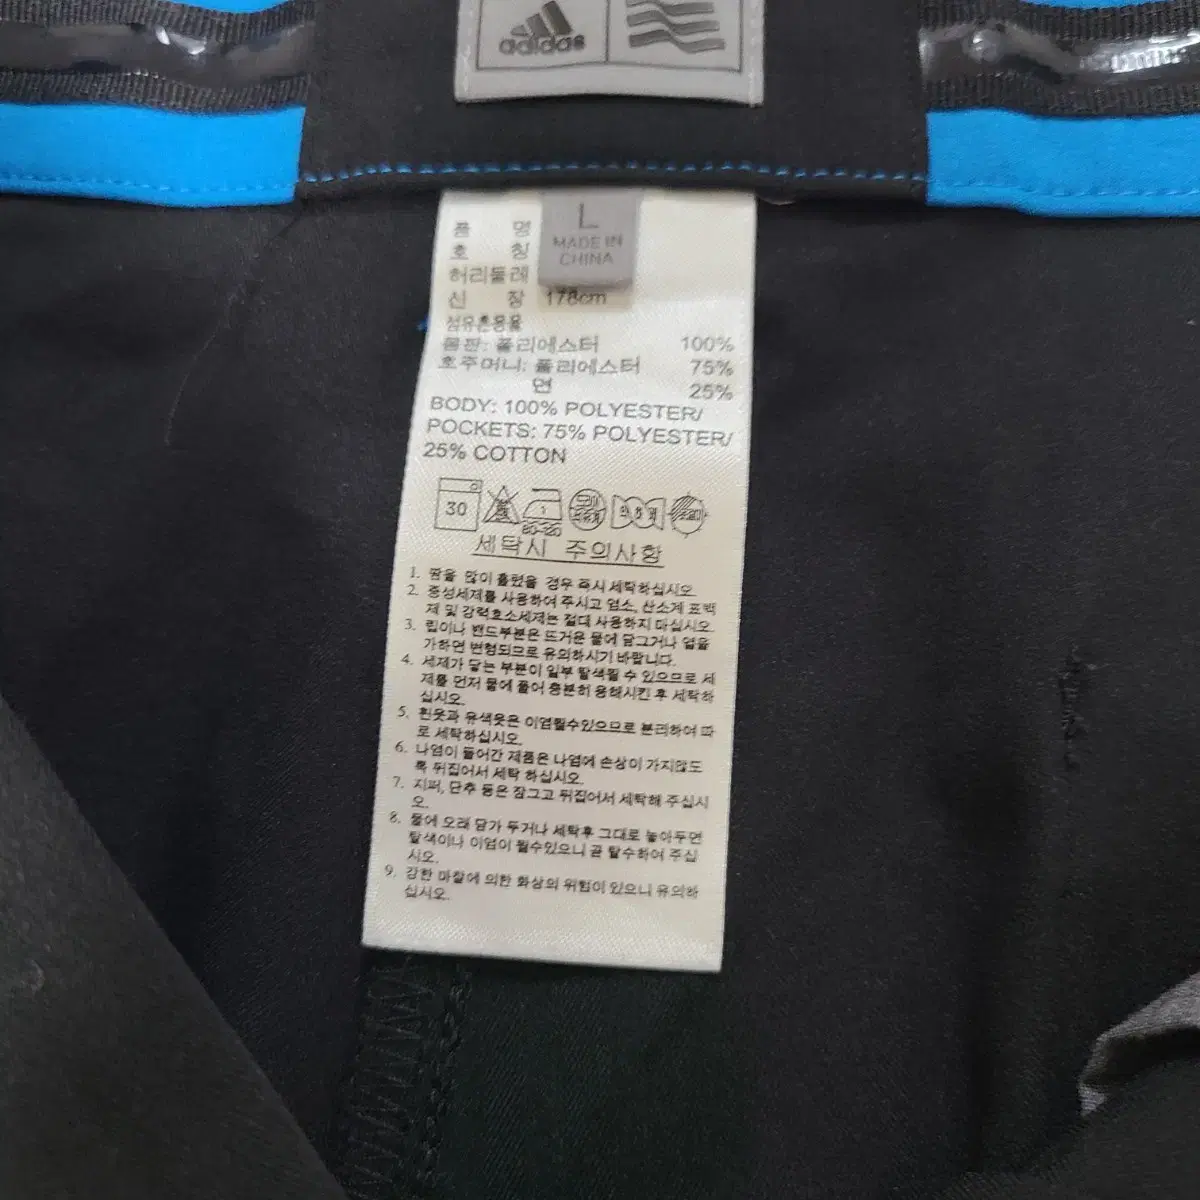 adidas
L
MADE IN
CHINA
품 명
호 칭
허리둘레
신 장 178cm
섬유혼용율
몸판: 폴리에스터 100%
호주머니: 폴리에스터 75%
면 25%
BODY: 100% POLYESTER/
POCKETS: 75% POLYESTER/
25% COTTON
30
80-120
세탁시 주의사항
1. 땀을 많이 흘렸을 경우 즉시 세탁하십시오.
2. 중성세제를 사용하여 주시고 염소, 산소계 표백
제 및 강력효소세제는 절대 사용하지 마십시오.
3. 립이나 밴드부분은 뜨거운 물에 담그거나 열을
가하면 변형되므로 유의하시기 바랍니다.
4. 세제가 닿는 부분이 일부 탈색될 수 있으므로 세
제를 먼저 물에 풀어 충분히 용해시킨 후 세탁하
십시오.
5. 흰옷과 유색옷은 이염될수있으므로 분리하여 따
로 세탁하십시오.
6. 나염이 들어간 제품은 나염에 손상이 가지않도
록 뒤집어서 세탁 하십시오.
7. 지퍼, 단추 등은 잠그고 뒤집어서 세탁해 주십시
오.
8. 물에 오래 담가 두거나 세탁후 그대로 놓아두면
탈색이나 이염이 될수있으니 곧 탈수하여 주십
시오.
9. 강한 마찰에 의한 화상의 위험이 있으니 유의하
십시오.